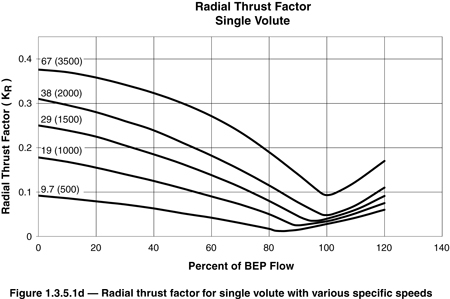 Radial Thrust Factor
Single Volute
Radial Thrust Factor ( KR )
0.4
0.3
0.2
0.1
0
67 (3500)
38 (2000)
29 (1500)
19 (1000)
9.7 (500)
0 20 40 60 80 100 120 140
Percent of BEP Flow
Figure 1.3.5.1d — Radial thrust factor for single volute with various specific speeds